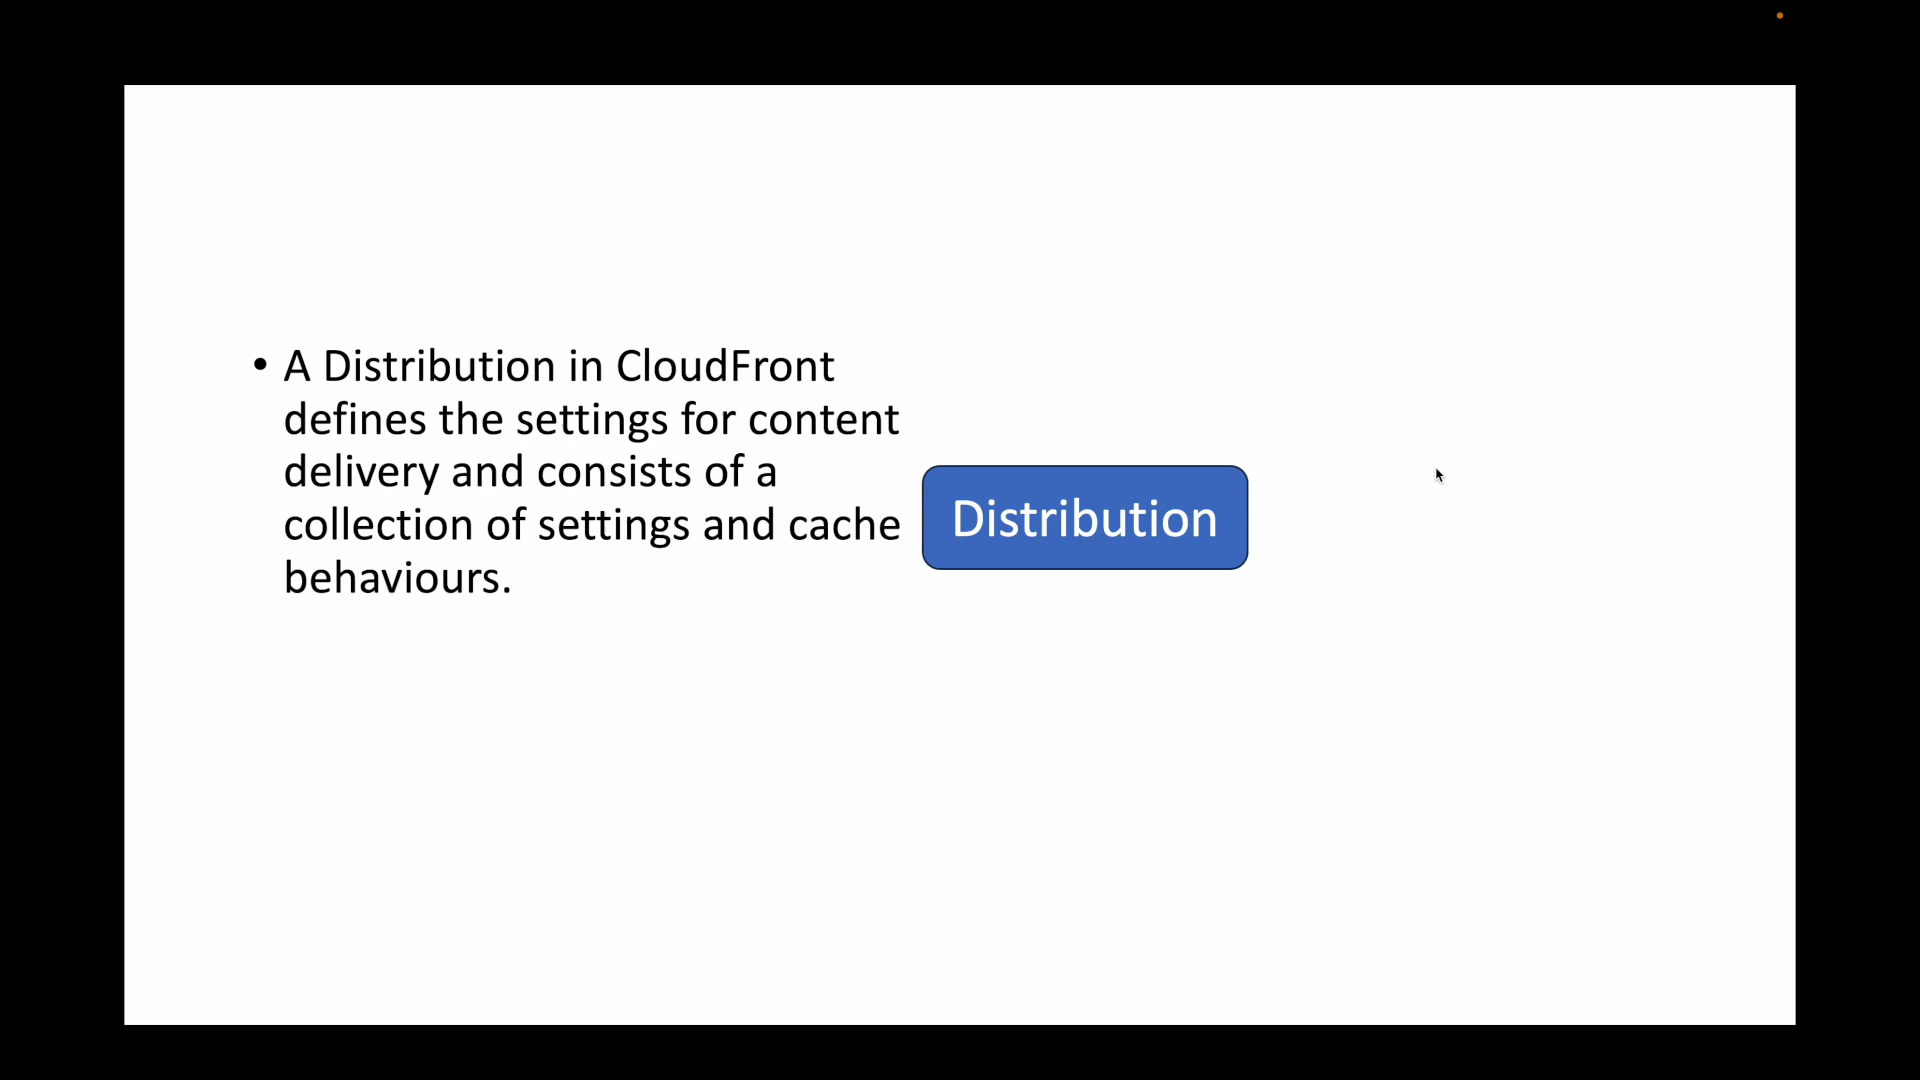 • A Distribution in CloudFront
defines the settings for content
delivery and consists of a
collection of settings and cache
behaviours.
Distribution